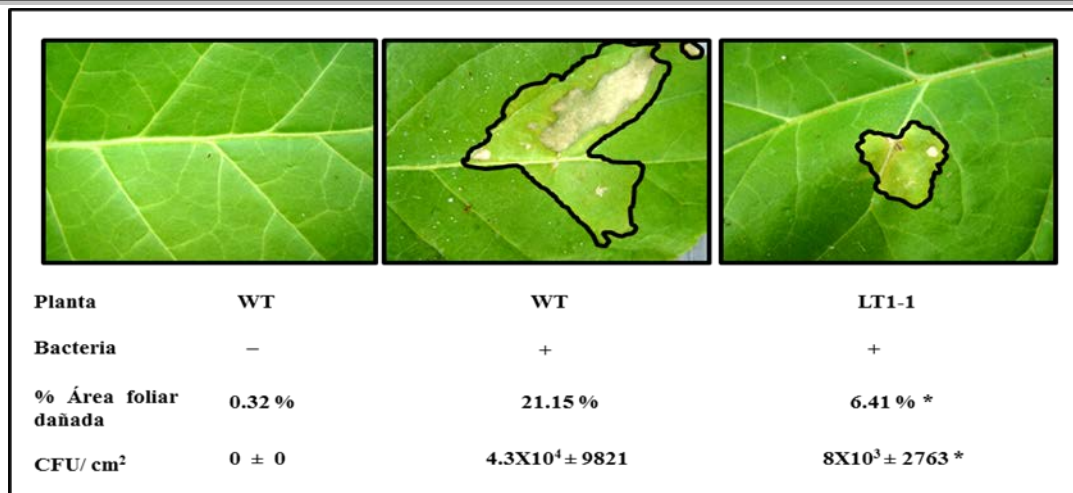 Planta WT WT LT1-1
Bacteria − + +
% Área foliar
dañada 0.32 % 21.15 % 6.41 % *
CFU/ cm² 0 ± 0 4.3X10⁴ ± 9821 8X10³ ± 2763 *